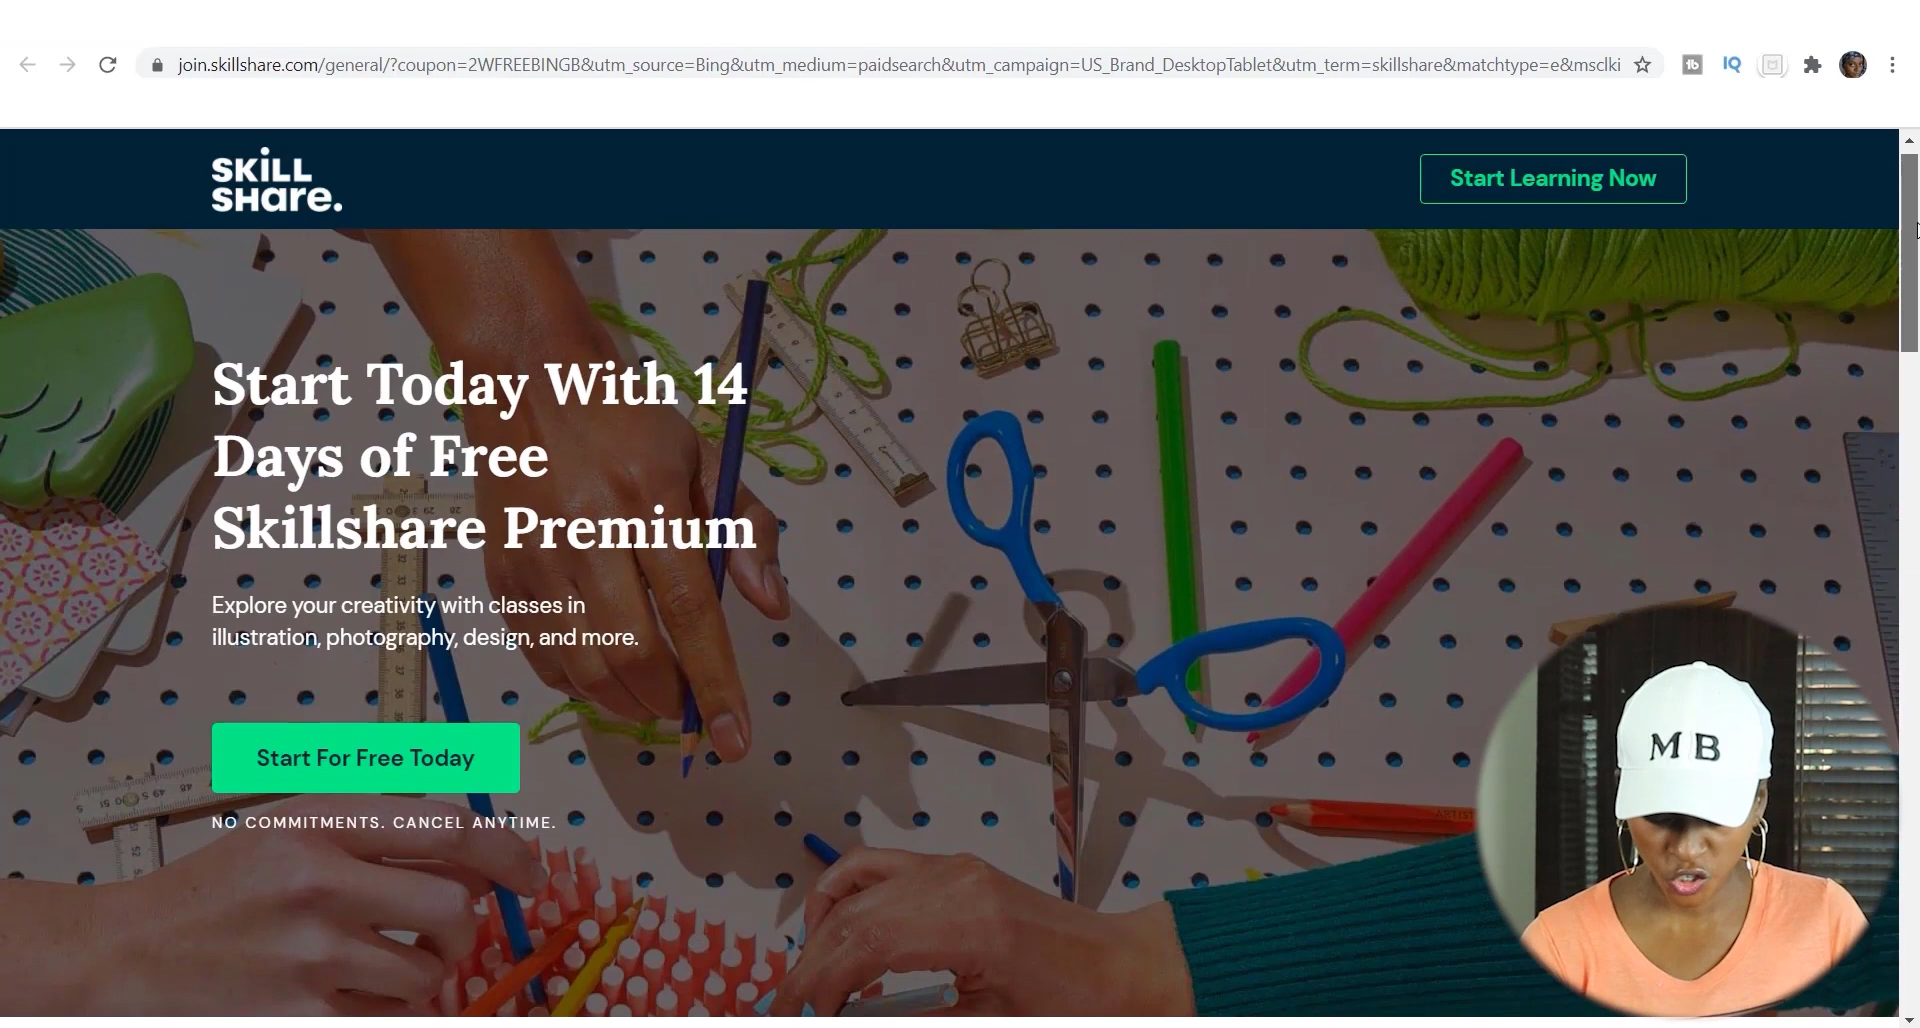 join.skillshare.com/general/?coupon=2WFREEBINGB&utm_source=Bing&utm_medium=paidsearch&utm_campaign=US_Brand_DesktopTablet&utm_term=skillshare&matchtype=e&msclki
tb
IQ
SKiLL
SHare.
Start Learning Now
Start Today With 14
Days of Free
Skillshare Premium
Explore your creativity with classes in
illustration, photography, design, and more.
Start For Free Today
NO COMMITMENTS. CANCEL ANYTIME.
M B